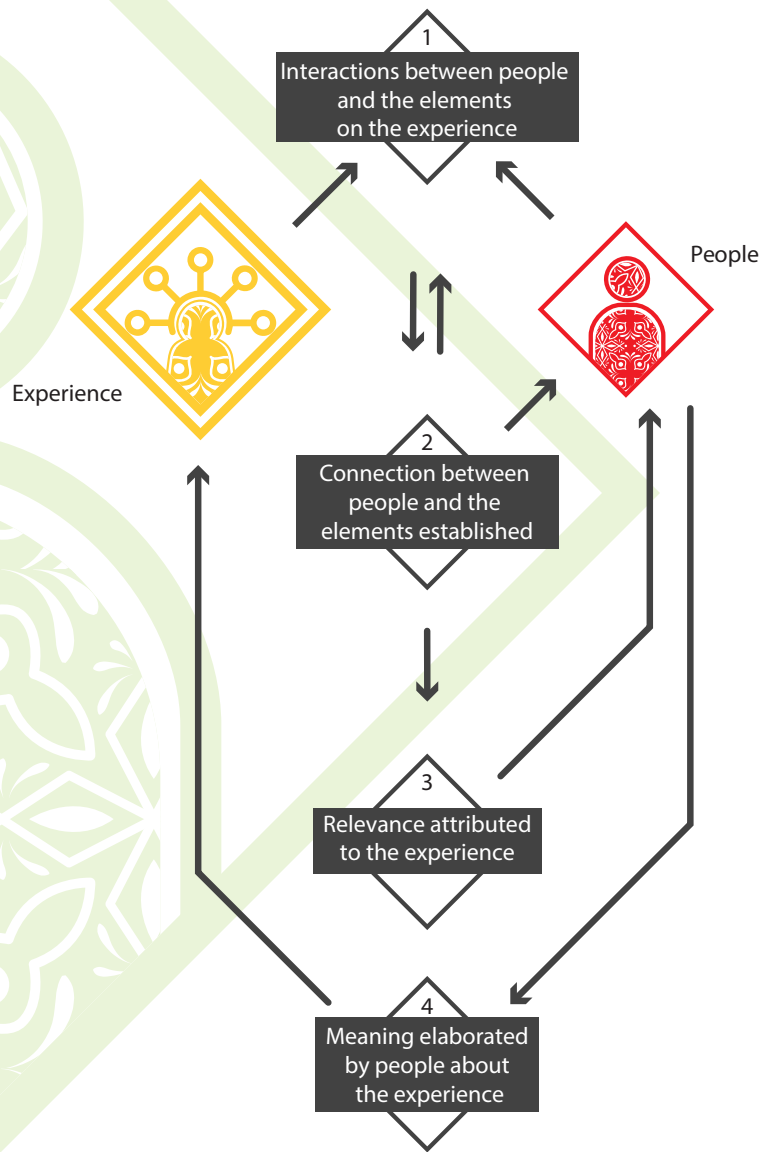 1
Interactions between people
and the elements
on the experience
People
Experience
2
Connection between
people and the
elements established
3
Relevance attributed
to the experience
4
Meaning elaborated
by people about
the experience